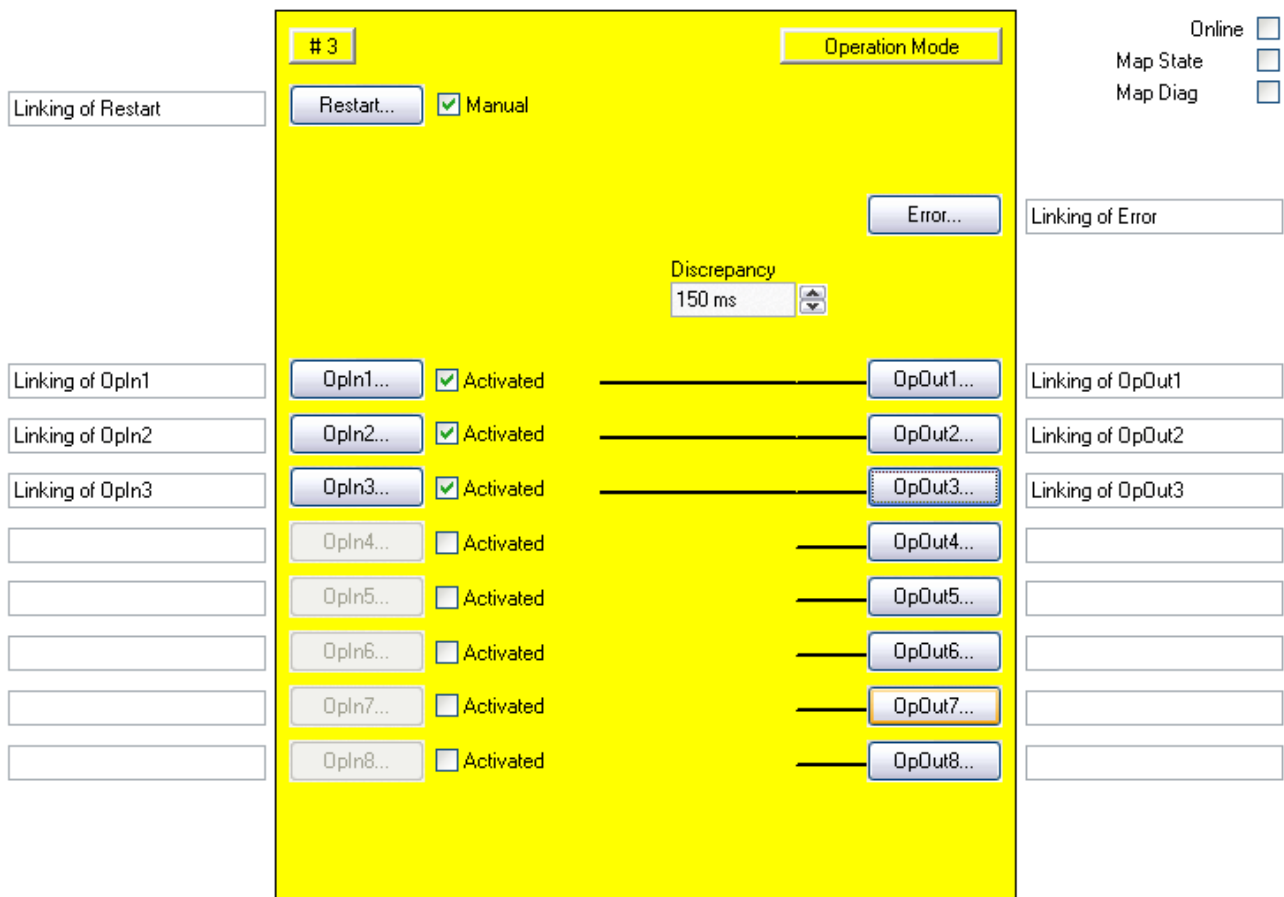 # 3
Operation Mode
Online
Map State
Map Diag
Linking of Restart
Restart...
Manual
Error...
Linking of Error
Discrepancy
150 ms
Linking of OpIn1
OpIn1...
Activated
OpOut1...
Linking of OpOut1
Linking of OpIn2
OpIn2...
Activated
OpOut2...
Linking of OpOut2
Linking of OpIn3
OpIn3...
Activated
OpOut3...
Linking of OpOut3
OpIn4...
Activated
OpOut4...
OpIn5...
Activated
OpOut5...
OpIn6...
Activated
OpOut6...
OpIn7...
Activated
OpOut7...
OpIn8...
Activated
OpOut8...